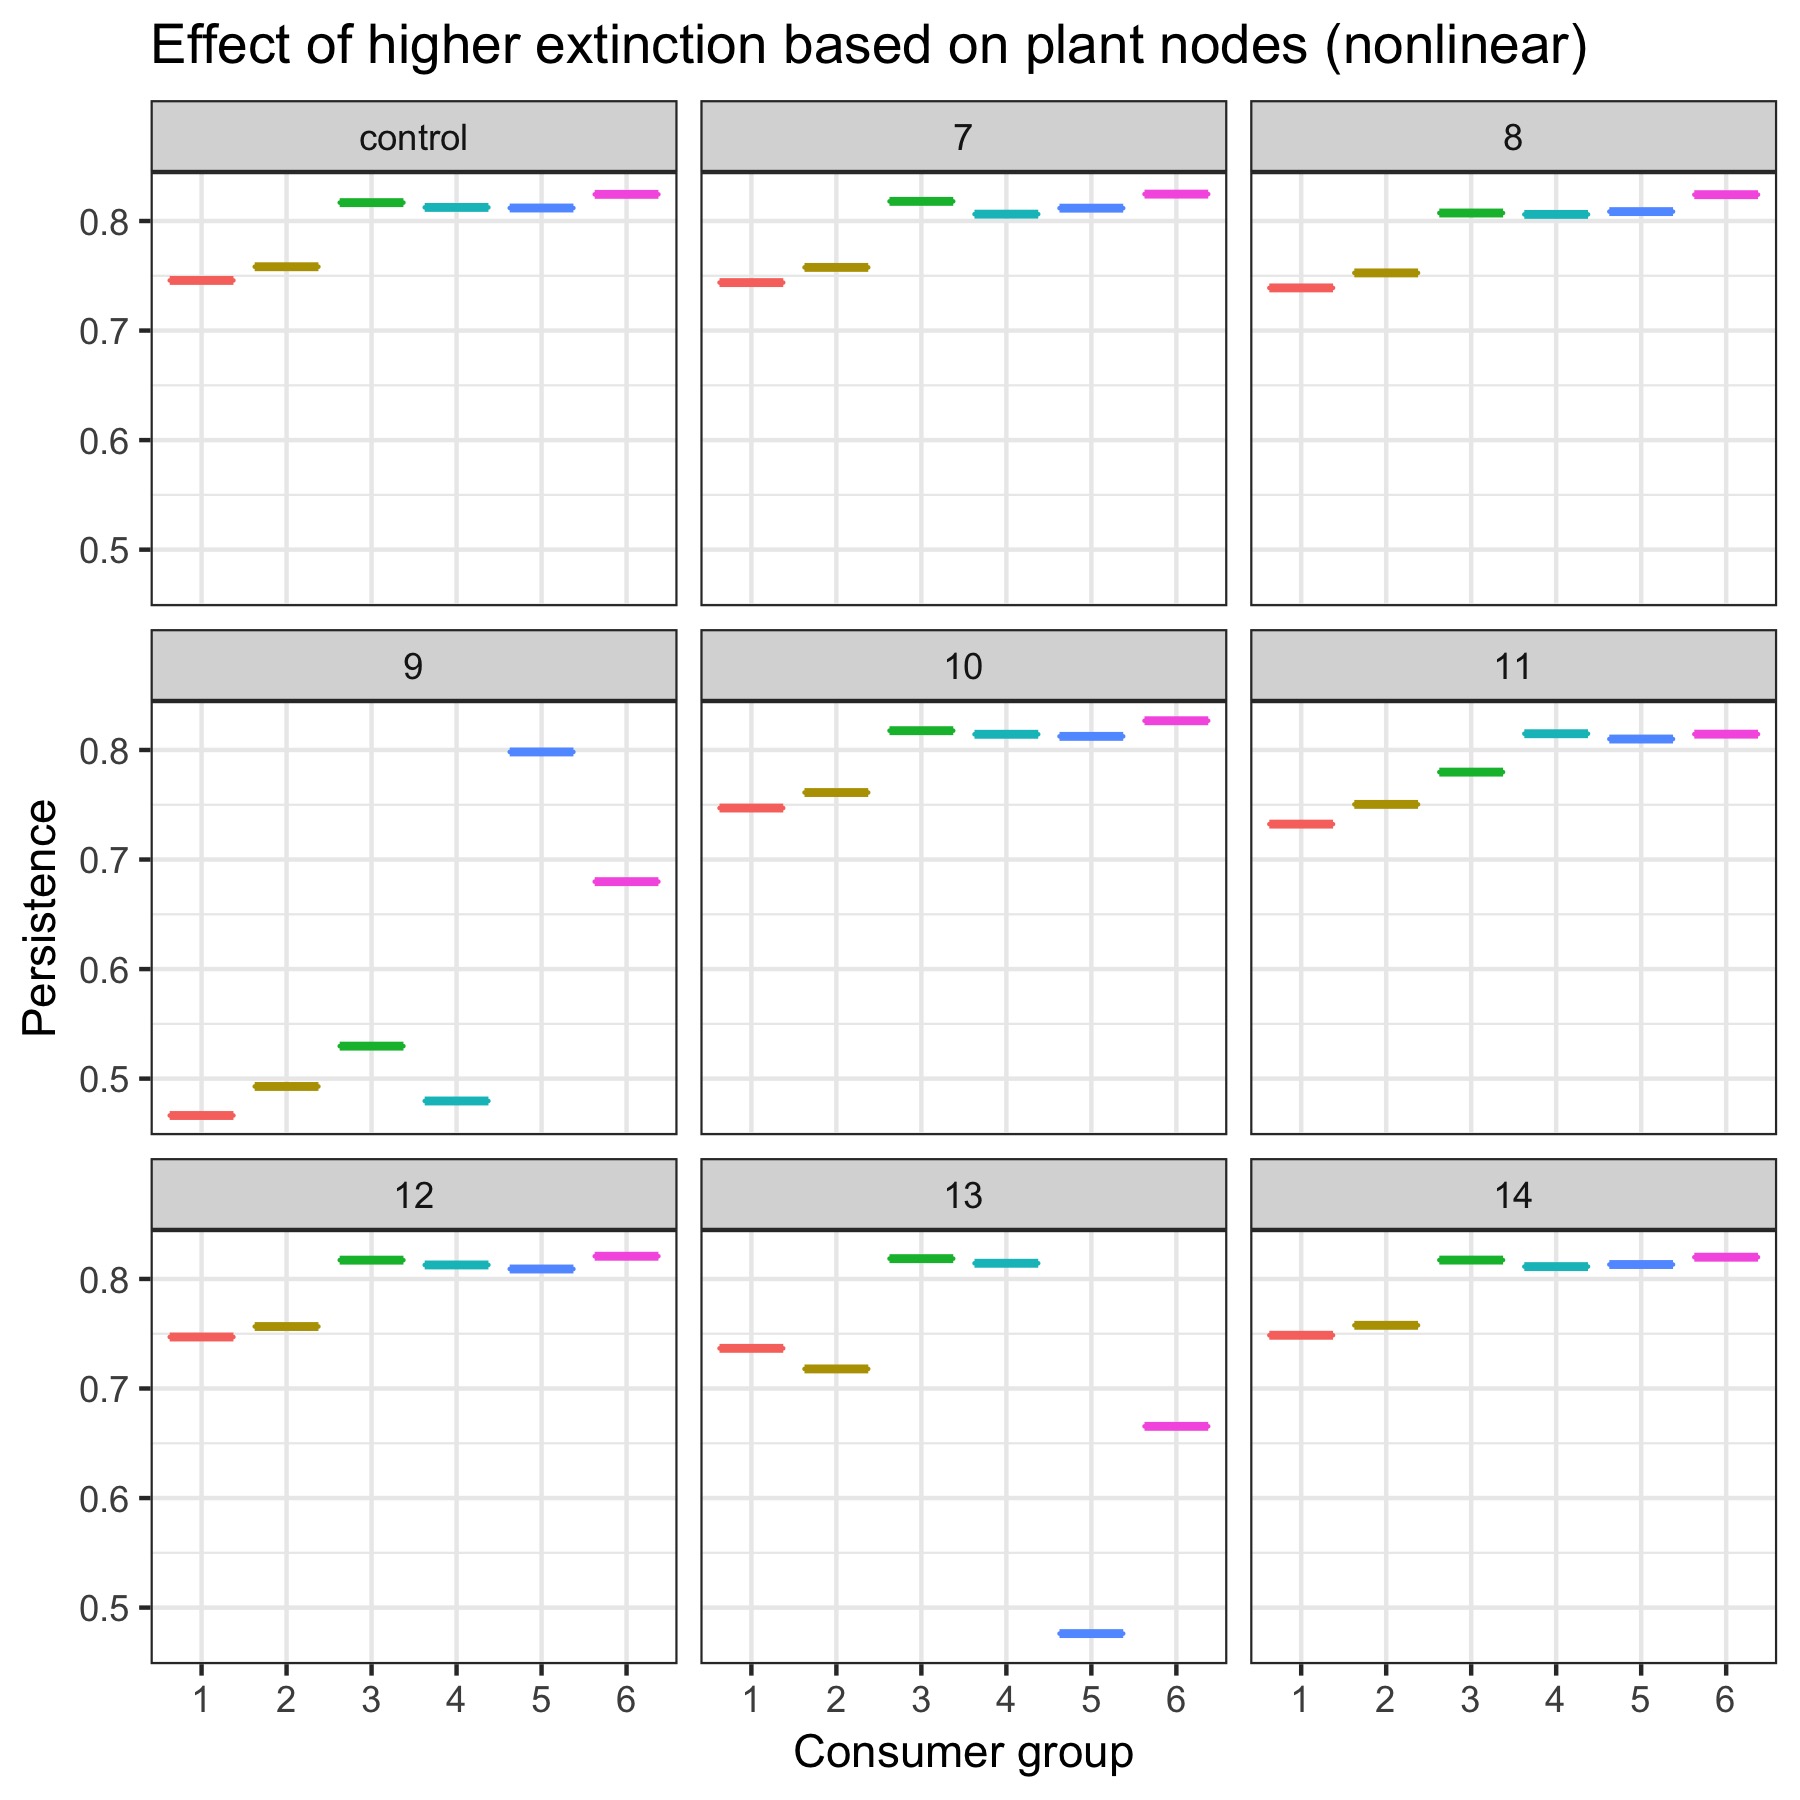 Effect of higher extinction based on plant nodes (nonlinear)
control 7 8
0.8
0.7
0.6
0.5
9 10 11
0.8
0.7
0.6
0.5
12 13 14
0.8
0.7
0.6
0.5
1 2 3 4 5 6 1 2 3 4 5 6 1 2 3 4 5 6
Persistence
Consumer group